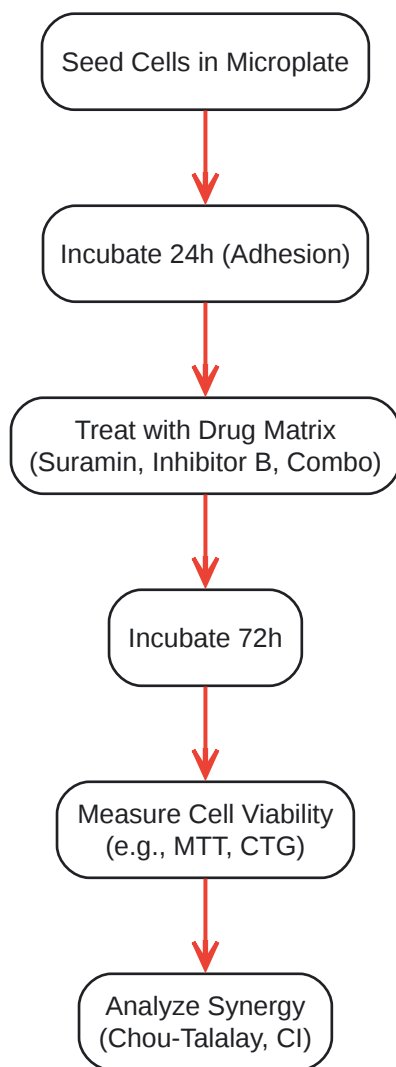 Seed Cells in Microplate
Incubate 24h (Adhesion)
Treat with Drug Matrix
(Suramin, Inhibitor B, Combo)
Incubate 72h
Measure Cell Viability
(e.g., MTT, CTG)
Analyze Synergy
(Chou-Talalay, CI)